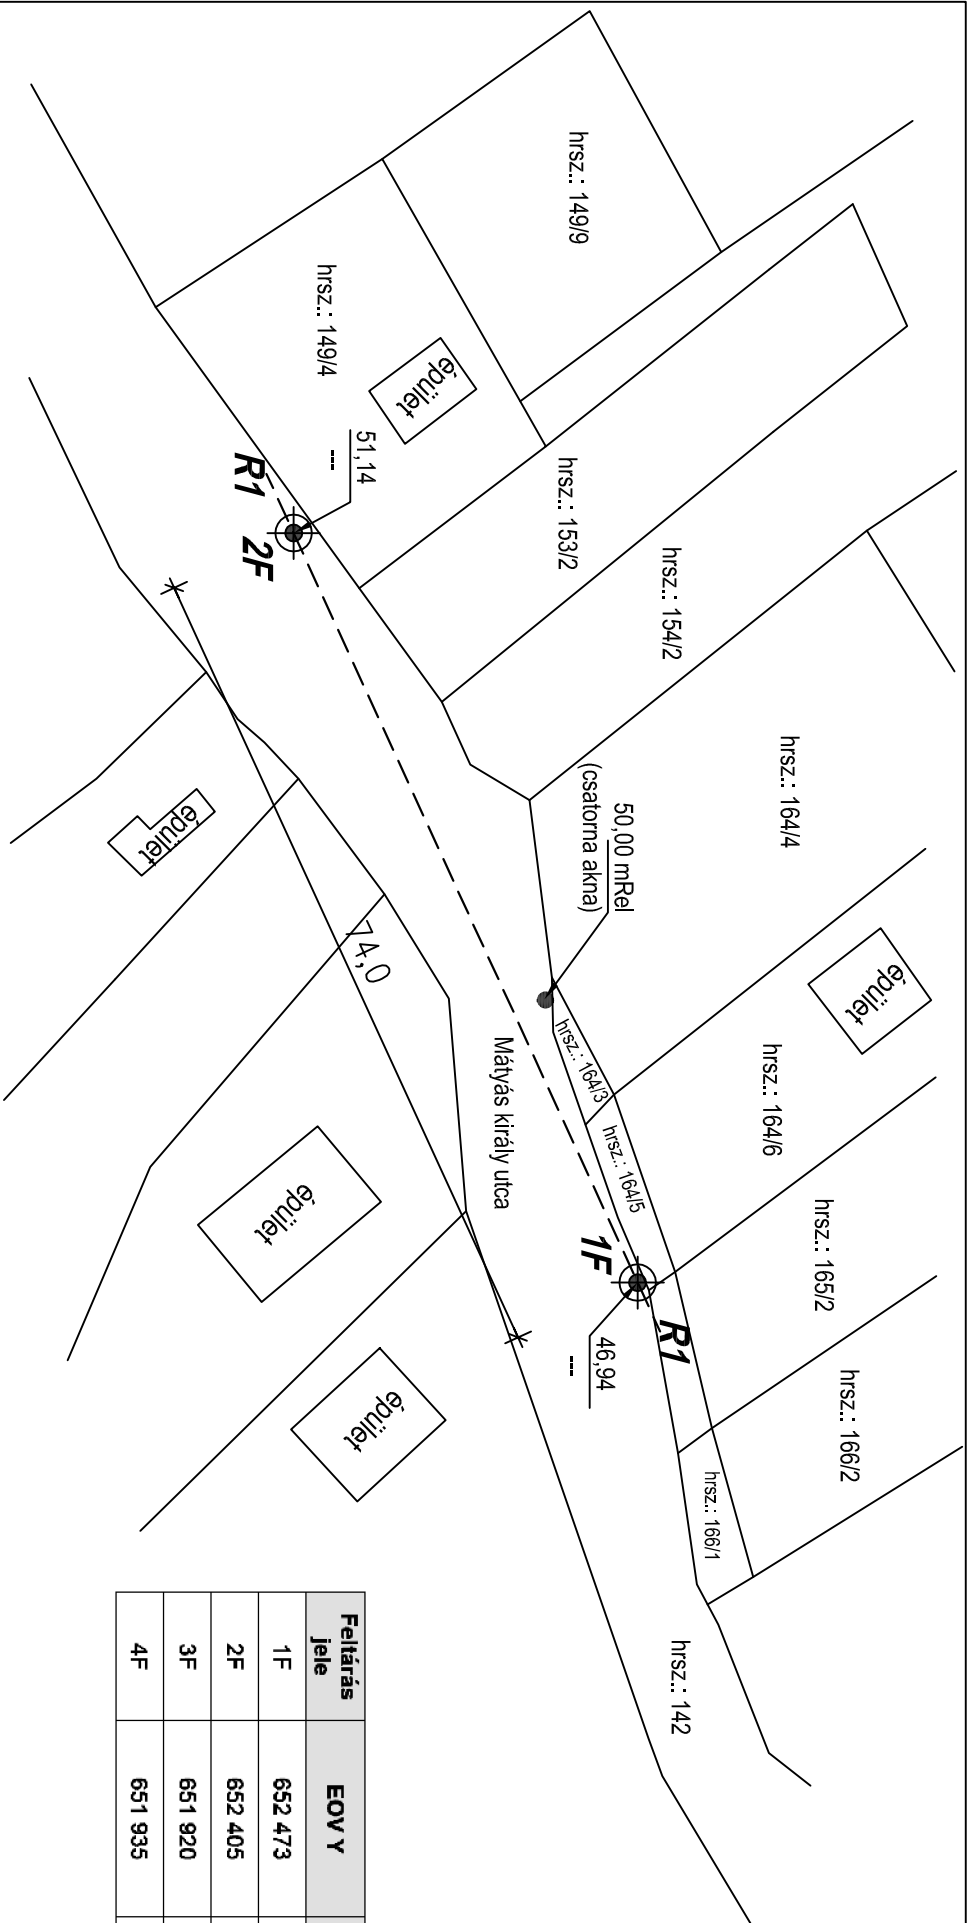 hrsz.: 149/9
hrsz.: 149/4
épület
51,14
---
R1
2F
hrsz.: 153/2
hrsz.: 154/2
hrsz.: 164/4
50,00 mRel
(csatorna akna)
épület
épület
74,0
Mátyás király utca
hrsz.: 164/3
hrsz.: 164/5
hrsz.: 164/6
hrsz.: 165/2
hrsz.: 166/2
hrsz.: 166/1
1F
R1
46,94
---
épület
épület
hrsz.: 142
Feltárás jele EOV Y
1F 652 473
2F 652 405
3F 651 920
4F 651 935